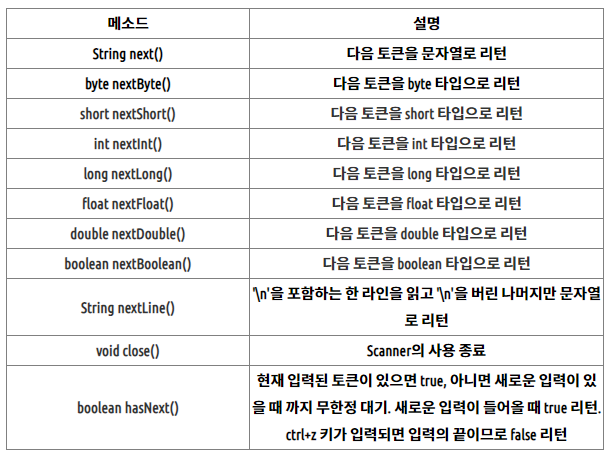 메소드 설명
String next() 다음 토큰을 문자열로 리턴
byte nextByte() 다음 토큰을 byte 타입으로 리턴
short nextShort() 다음 토큰을 short 타입으로 리턴
int nextInt() 다음 토큰을 int 타입으로 리턴
long nextLong() 다음 토큰을 long 타입으로 리턴
float nextFloat() 다음 토큰을 float 타입으로 리턴
double nextDouble() 다음 토큰을 double 타입으로 리턴
boolean nextBoolean() 다음 토큰을 boolean 타입으로 리턴
String nextLine() '\n'을 포함하는 한 라인을 읽고 '\n'을 버린 나머지만 문자열
로 리턴
void close() Scanner의 사용 종료
boolean hasNext() 현재 입력된 토큰이 있으면 true, 아니면 새로운 입력이 있
을 때 까지 무한정 대기. 새로운 입력이 들어올 때 true 리턴.
ctrl+z 키가 입력되면 입력의 끝이므로 false 리턴